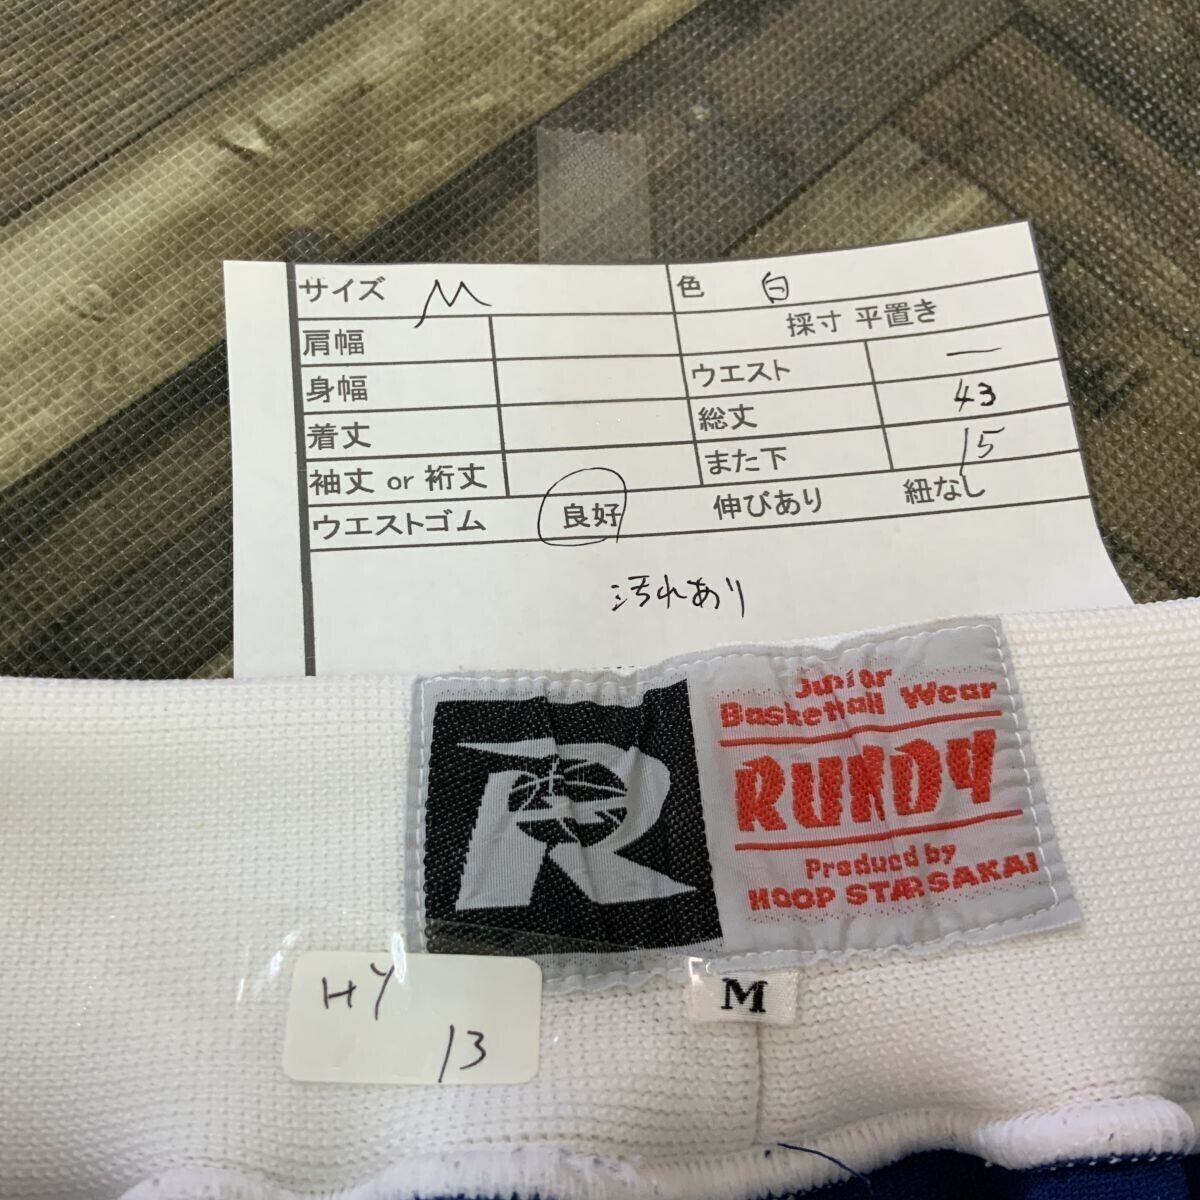 サイズ M 色 白
肩幅 採寸 平置き
身幅 ウエスト —
着丈 総丈 43
袖丈 or 裄丈 また下 15
ウエストゴム 良好 伸びあり 紐なし
汚れあり
Junior
Basketball Wear
RUNDY
Produced by
HOOP STAR SAKAI
R
M
HY
13